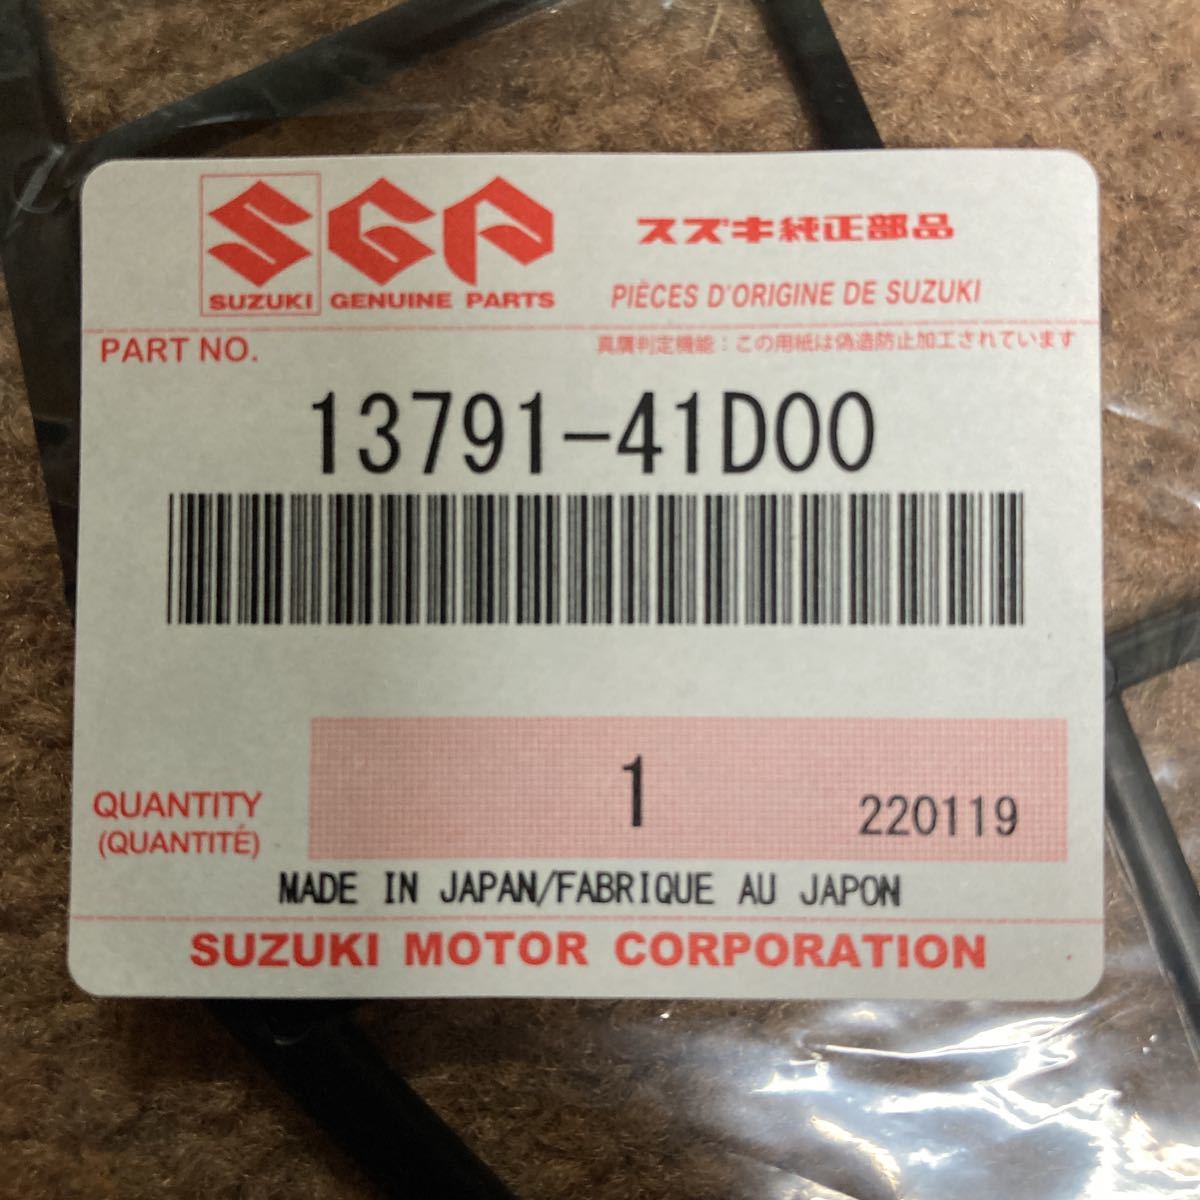 SGP
SUZUKI GENUINE PARTS
スズキ純正部品
PIÈCES D'ORIGINE DE SUZUKI
PART NO.
真贋判定機能：この用紙は偽造防止加工されています
13791-41D00
1
220119
QUANTITY
(QUANTITÉ)
MADE IN JAPAN/FABRIQUE AU JAPON
SUZUKI MOTOR CORPORATION